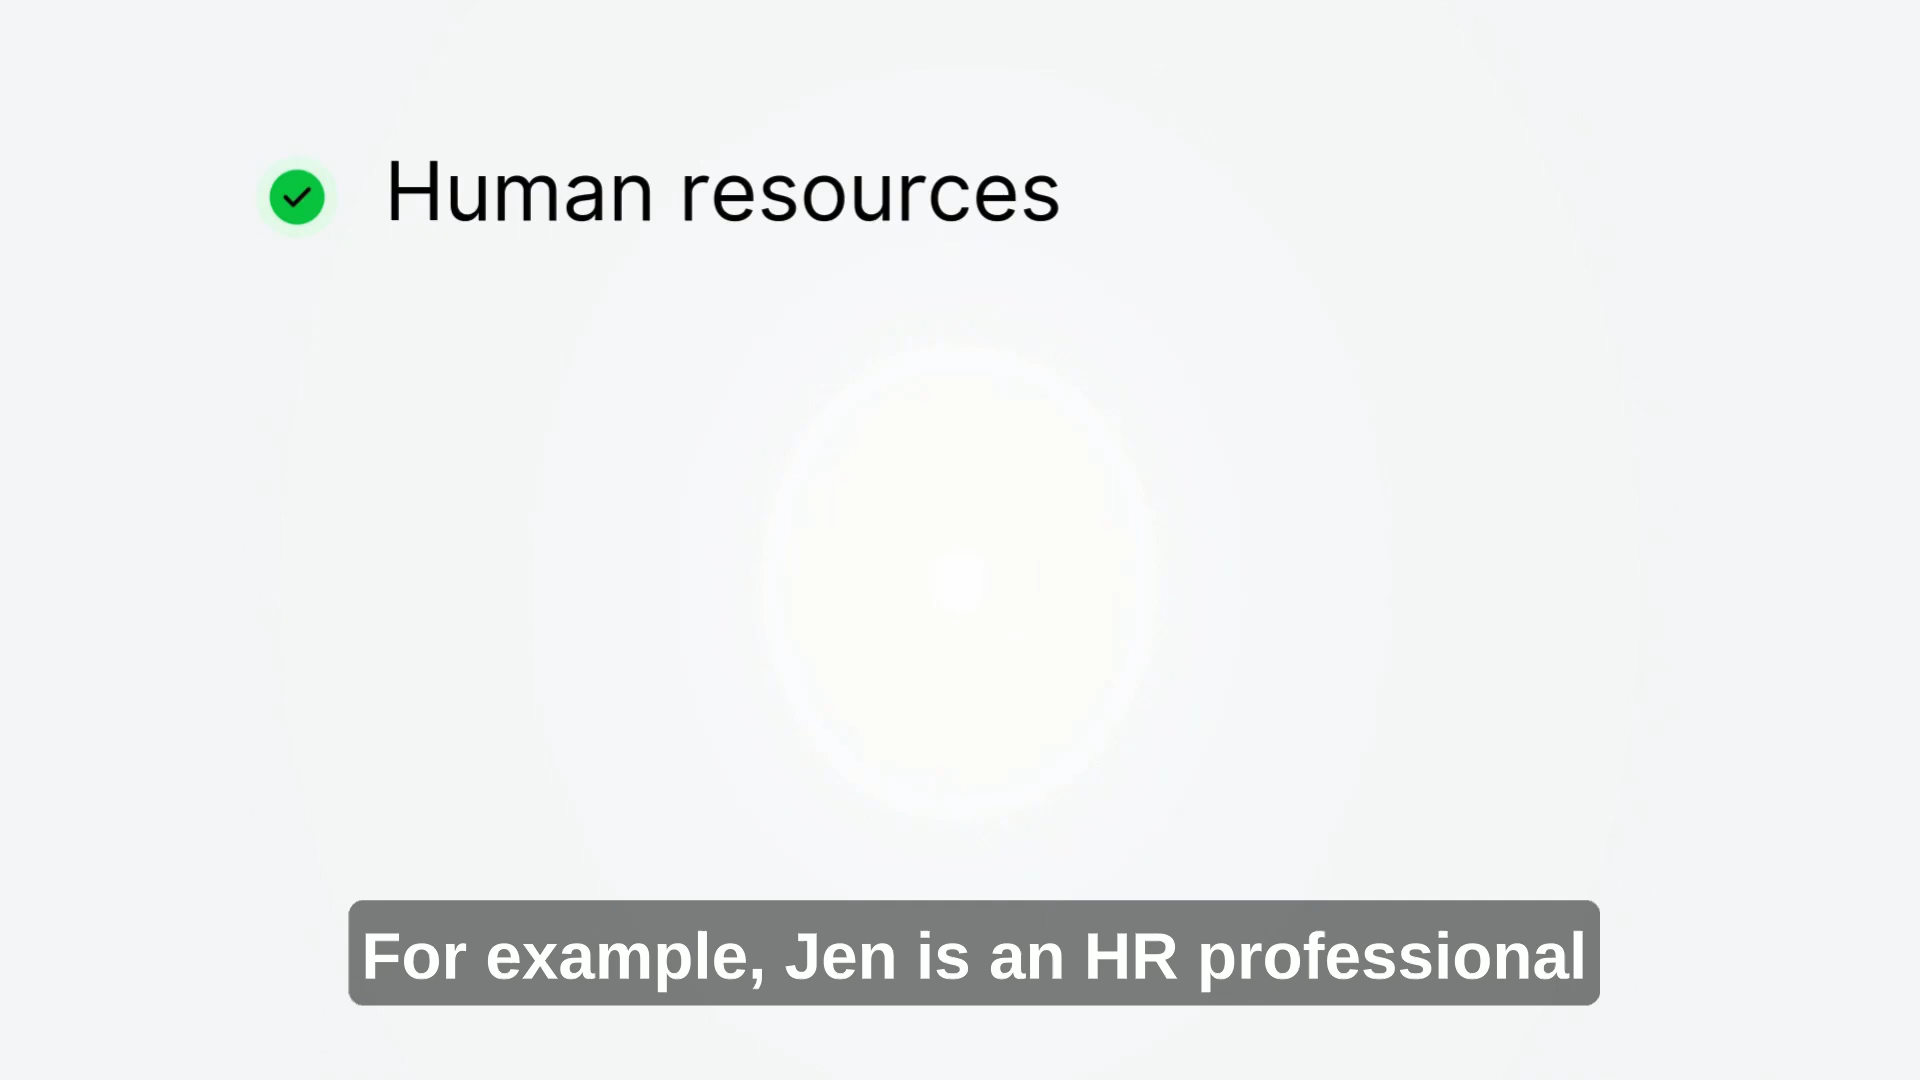 Human resources
For example, Jen is an HR professional